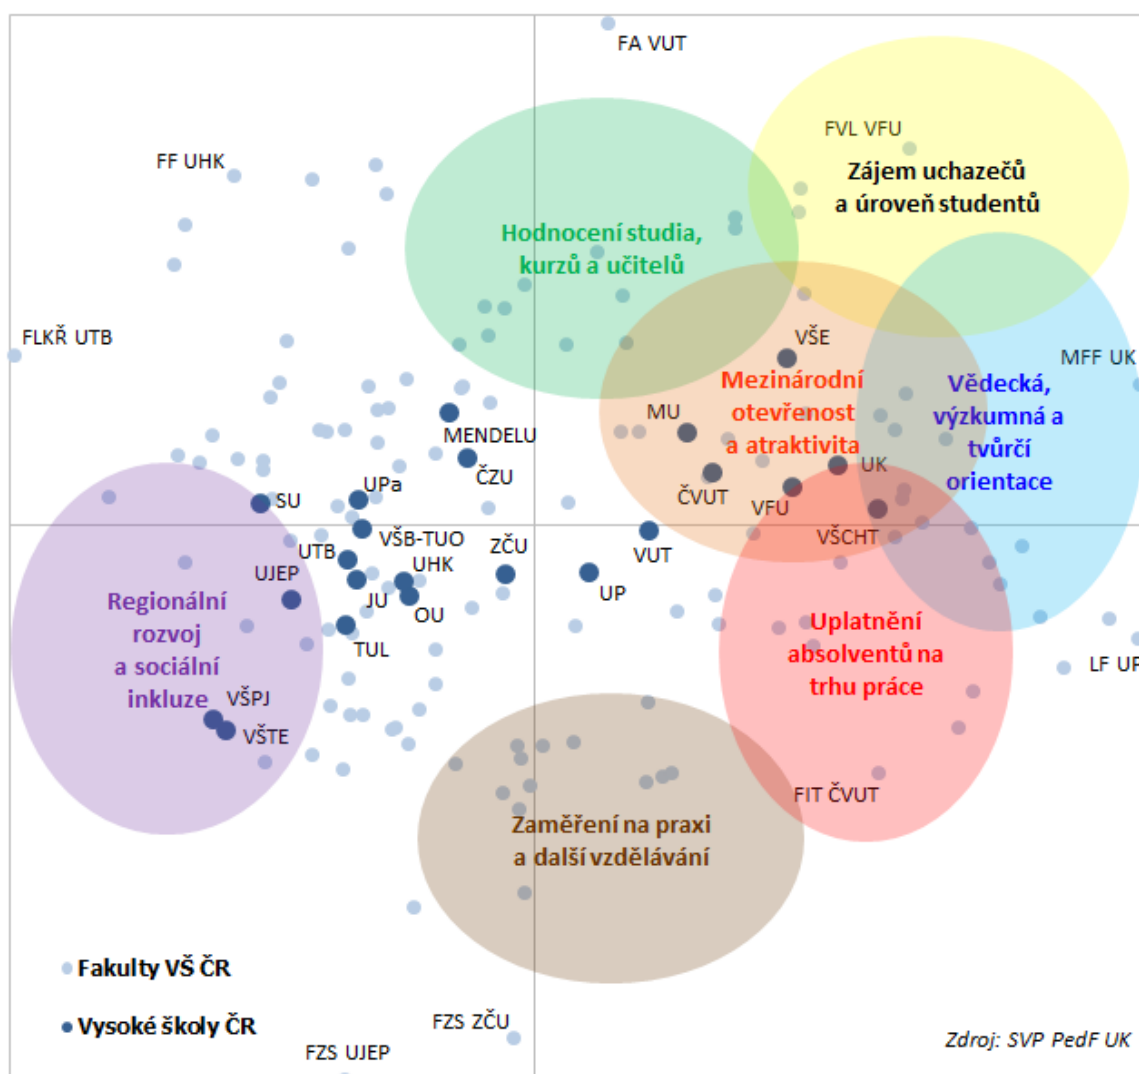 FA VUT
FVL VFU
FF UHK
Zájem uchazečů
a úroveň studentů
Hodnocení studia,
kurzů a učitelů
FLKŘ UTB
VŠE
MFF UK
Mezinárodní
otevřenost
a atraktivita
Vědecká,
výzkumná a
tvůrčí
orientace
MU
MENDELU
ČZU
UK
ČVUT
VFU
UPa
SU
VŠCHT
VŠB-TUO
UTB
UHK
ZČU
VUT
UJEP
JU
OU
UP
Regionální
rozvoj
a sociální
inkluze
TUL
Uplatnění
absolventů na
trhu práce
LF UP
VŠPJ
VŠTE
FIT ČVUT
Zaměření na praxi
a další vzdělávání
Fakulty VŠ ČR
Vysoké školy ČR
FZS ZČU
FZS UJEP
Zdroj: SVP PedF UK